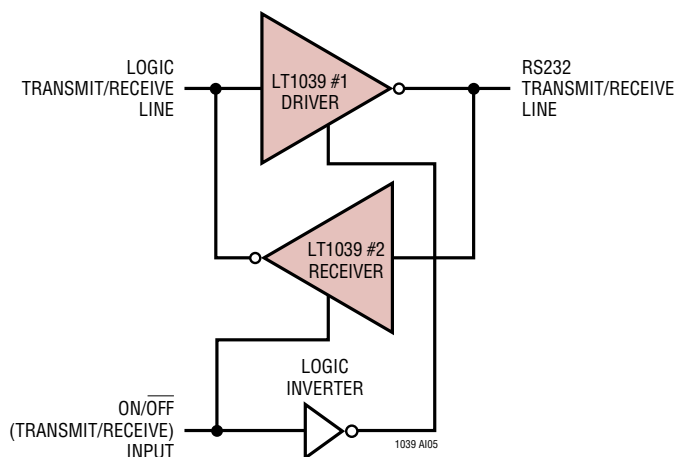 LOGIC
TRANSMIT/RECEIVE
LINE
LT1039 #1
DRIVER
RS232
TRANSMIT/RECEIVE
LINE
LT1039 #2
RECEIVER
LOGIC
INVERTER
ON/O̅F̅F̅
(TRANSMIT/RECEIVE)
INPUT
1039 AI05